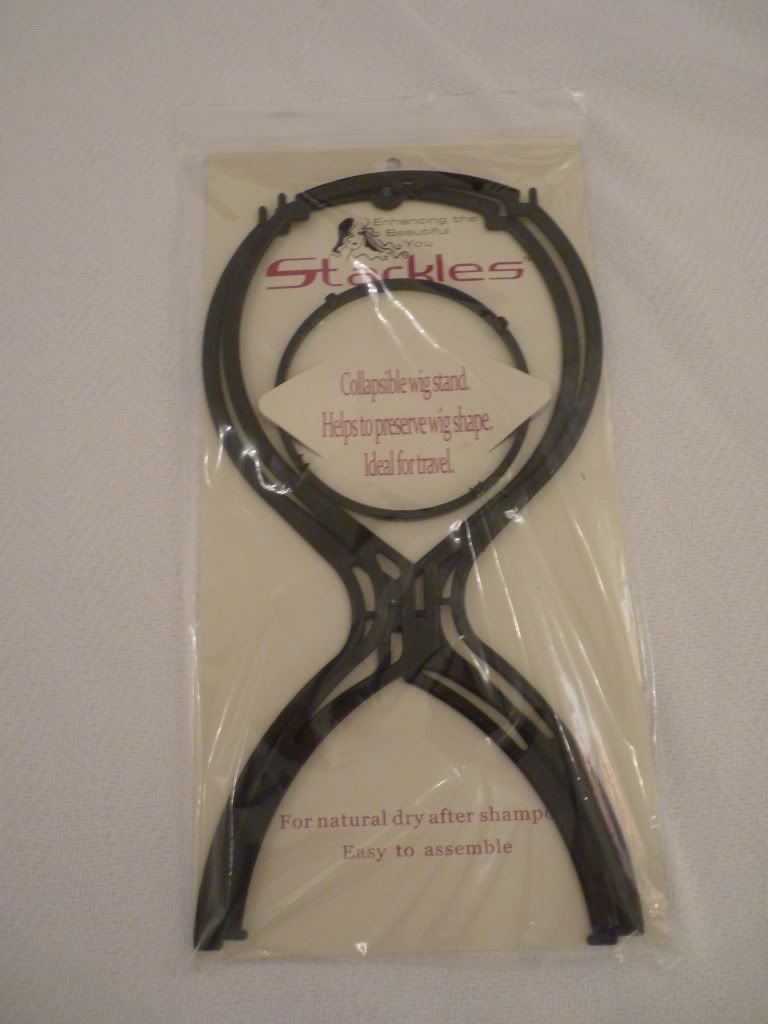 Enhancing the
Beautiful
You
Starkles™
Collapsible wig stand.
Helps to preserve wig shape.
Ideal for travel.
For natural dry after shampo
Easy to assemble